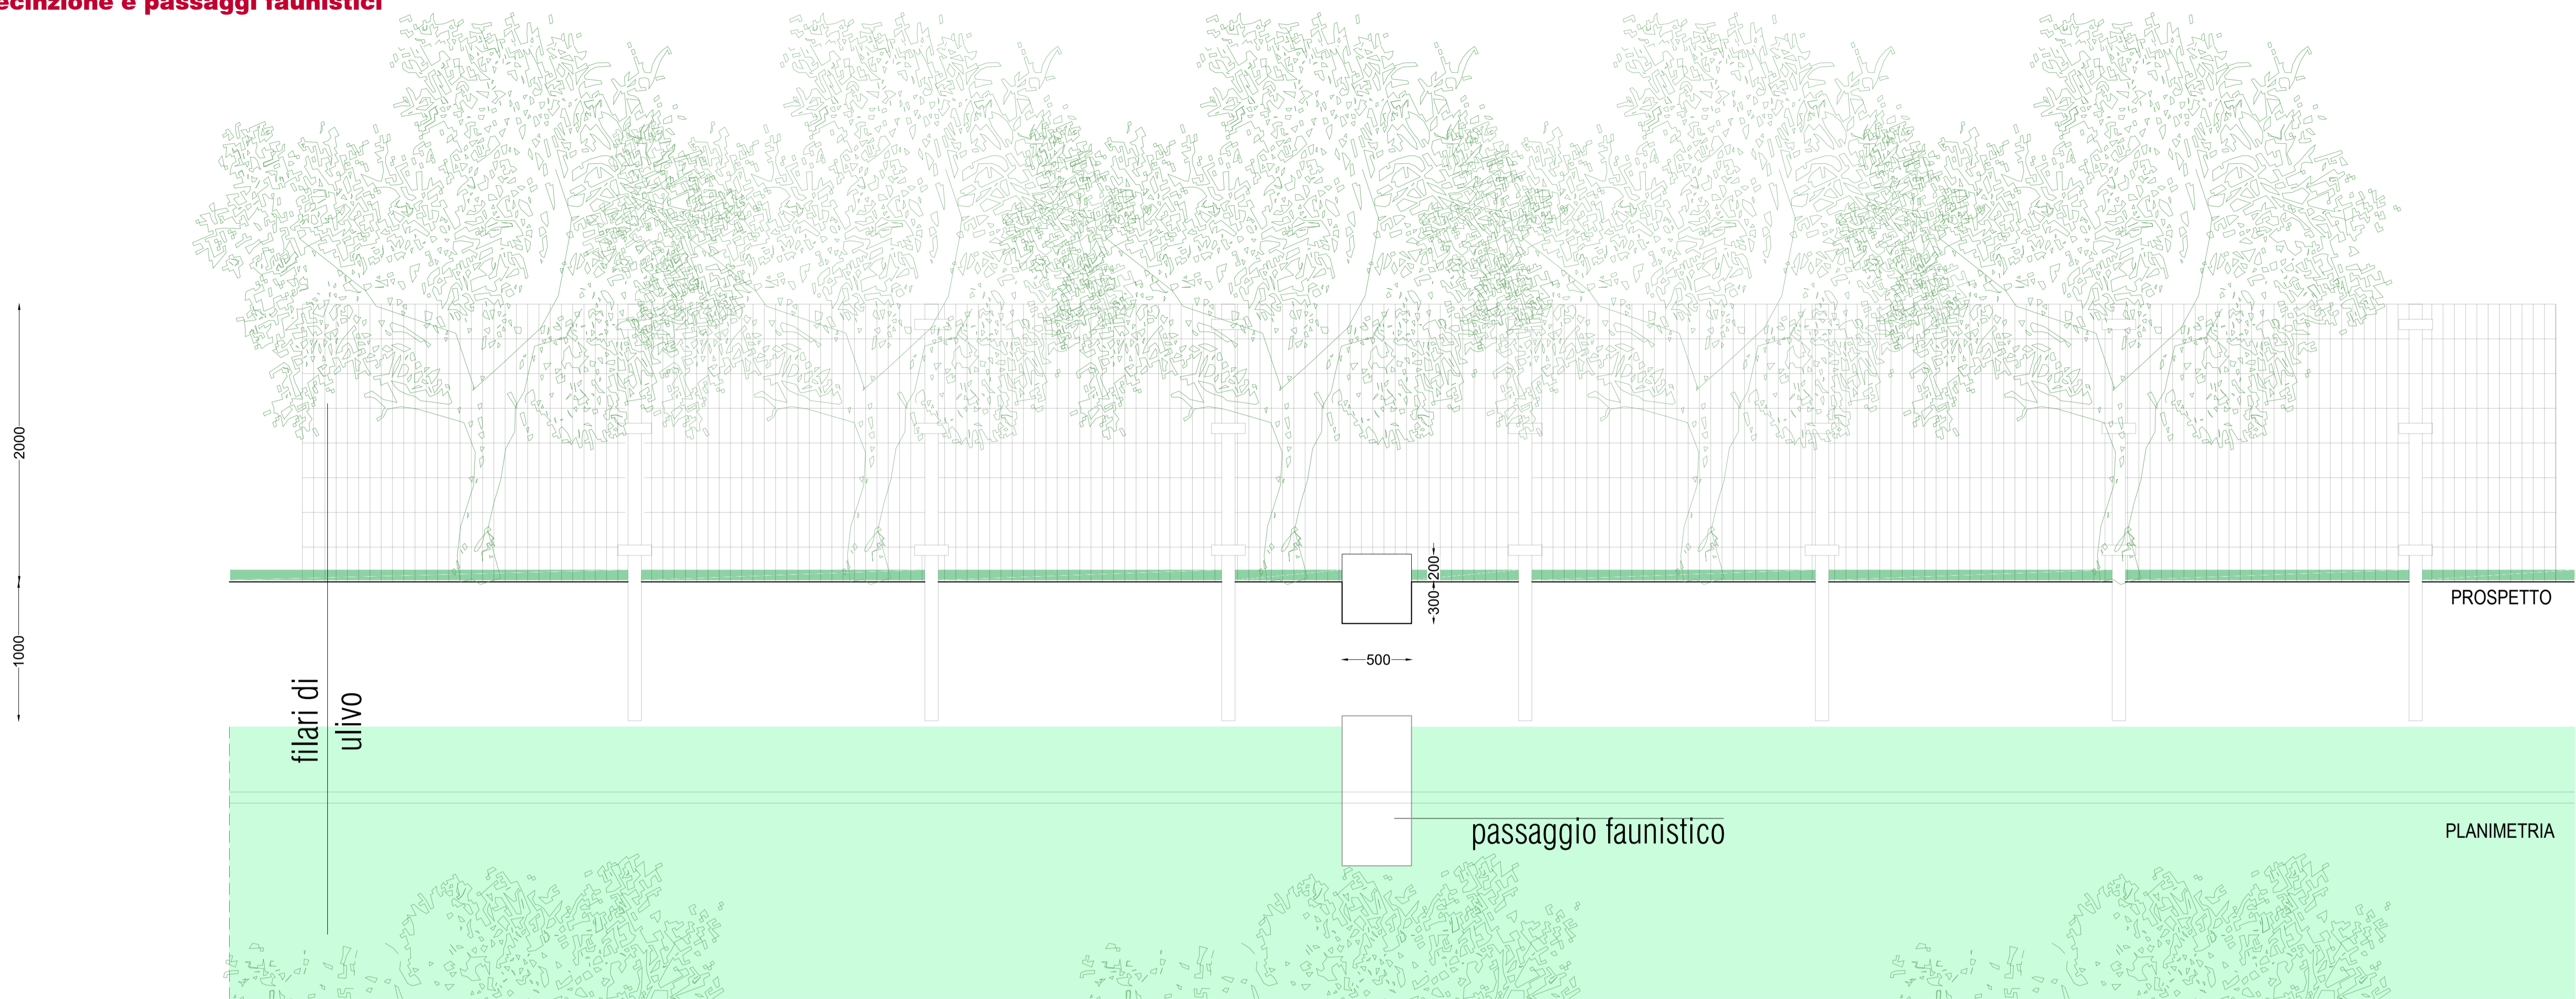 ecinzione e passaggi faunistici
2000
200
300
PROSPETTO
1000
500
filari di
ulivo
passaggio faunistico
PLANIMETRIA